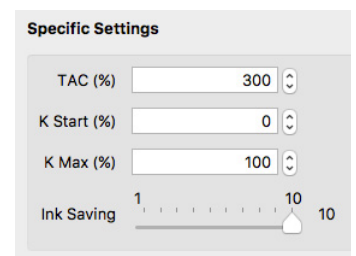 Specific Settings
TAC (%) 300
K Start (%) 0
K Max (%) 100
1 10
Ink Saving 10